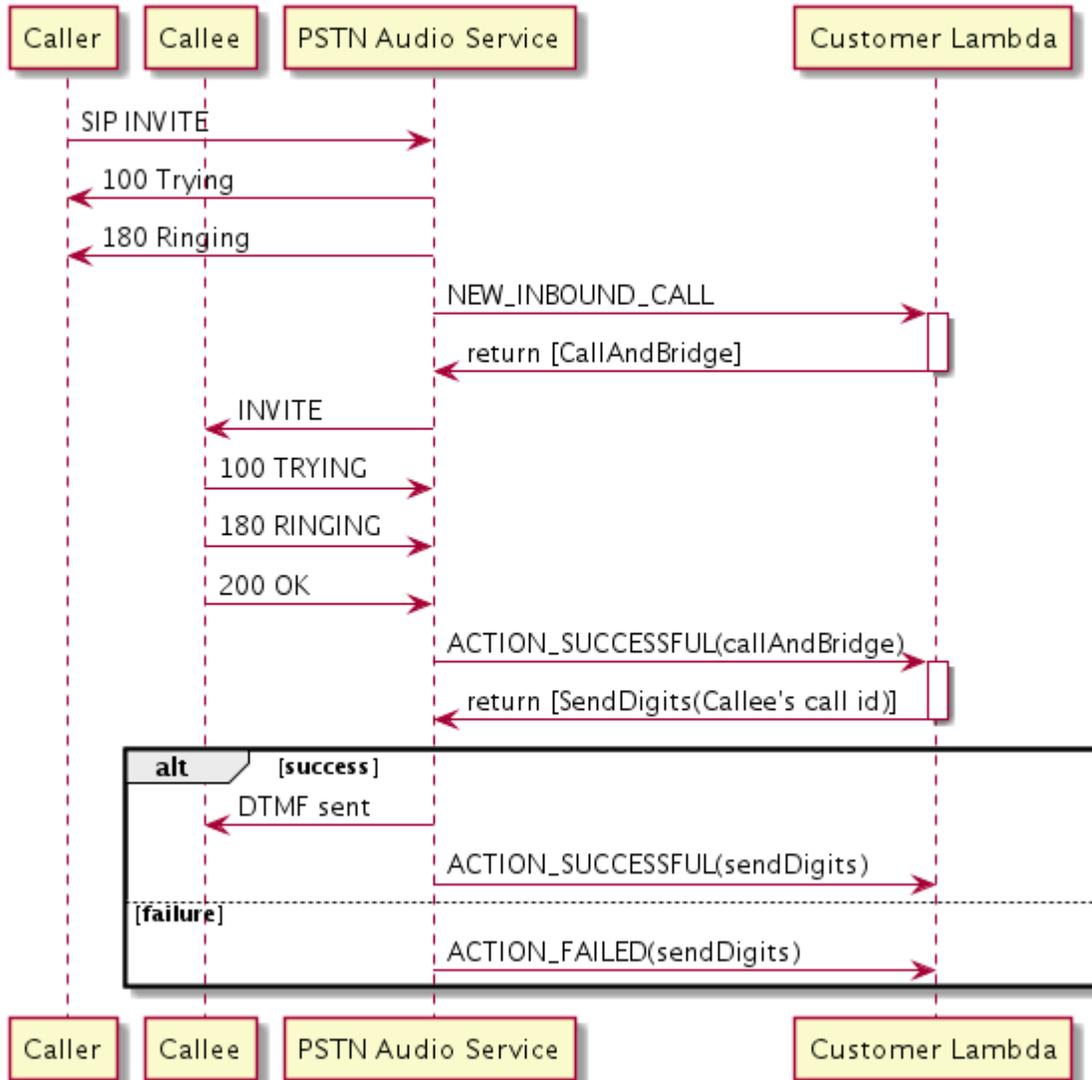 Caller Callee PSTN Audio Service Customer Lambda
SIP INVITE
100 Trying
180 Ringing
NEW_INBOUND_CALL
return [CallAndBridge]
INVITE
100 TRYING
180 RINGING
200 OK
ACTION_SUCCESSFUL(callAndBridge)
return [SendDigits(Callee's call id)]
alt [success]
DTMF sent
ACTION_SUCCESSFUL(sendDigits)
[failure]
ACTION_FAILED(sendDigits)
Caller Callee PSTN Audio Service Customer Lambda